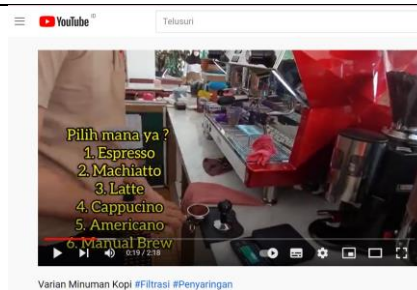 YouTube ID
Telusuri
Pilih mana ya ?
1. Espresso
2. Machiatto
3. Latte
4. Cappucino
5. Americano
6. Manual Brew
0:19 / 2:18
Varian Minuman Kopi #Filtrasi #Penyaringan